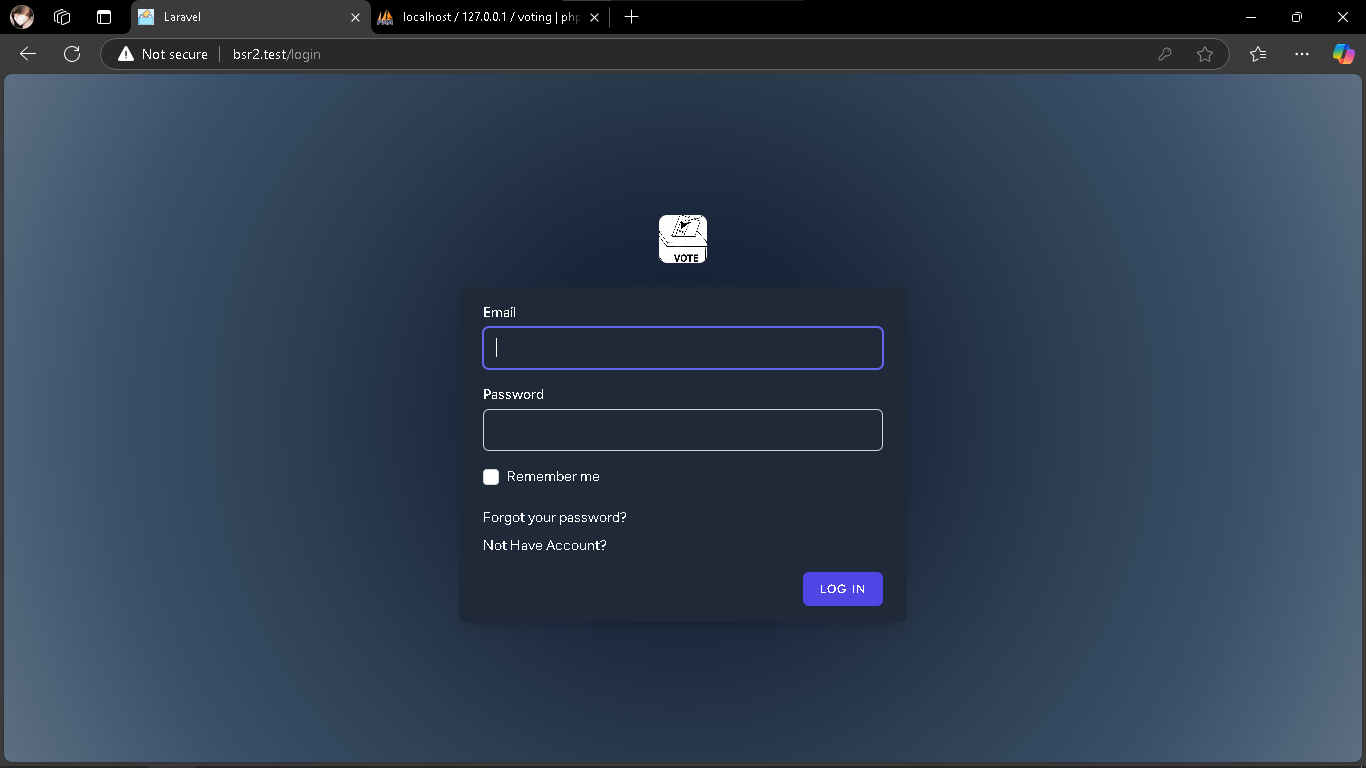 Laravel
localhost / 127.0.0.1 / voting | php
Not secure
bsr2.test/login
VOTE
Email
Password
Remember me
Forgot your password?
Not Have Account?
LOG IN